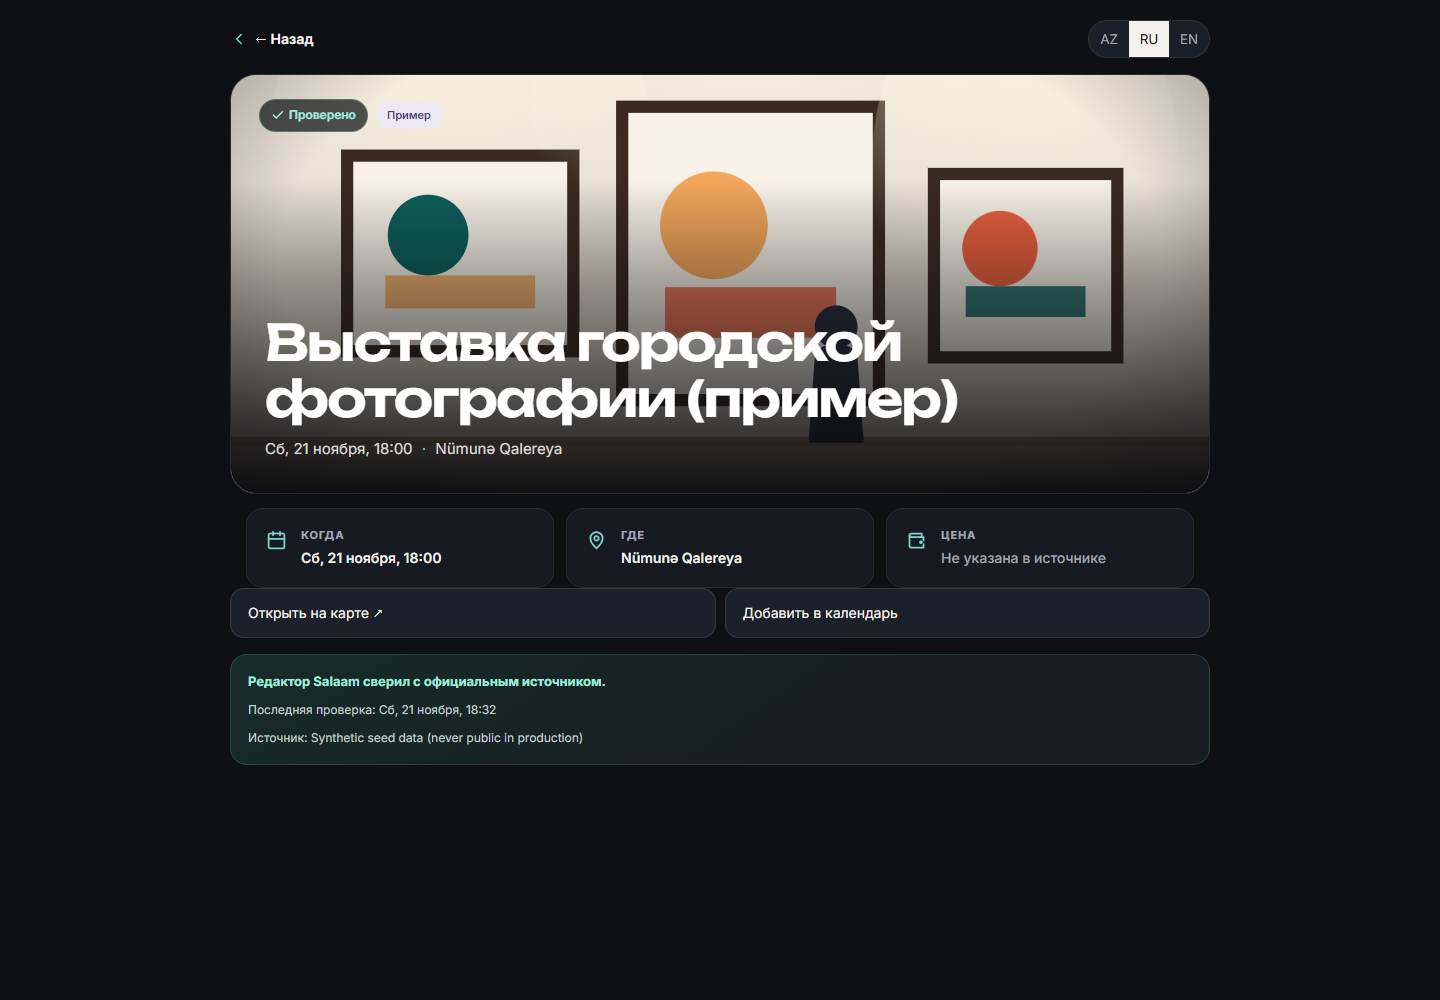 ← Назад
AZ RU EN
Проверено
Пример
Выставка городской
фотографии (пример)
Сб, 21 ноября, 18:00 · Nümunə Qalereya
КОГДА
Сб, 21 ноября, 18:00
ГДЕ
Nümunə Qalereya
ЦЕНА
Не указана в источнике
Открыть на карте ↗
Добавить в календарь
Редактор Salaam сверил с официальным источником.
Последняя проверка: Сб, 21 ноября, 18:32
Источник: Synthetic seed data (never public in production)